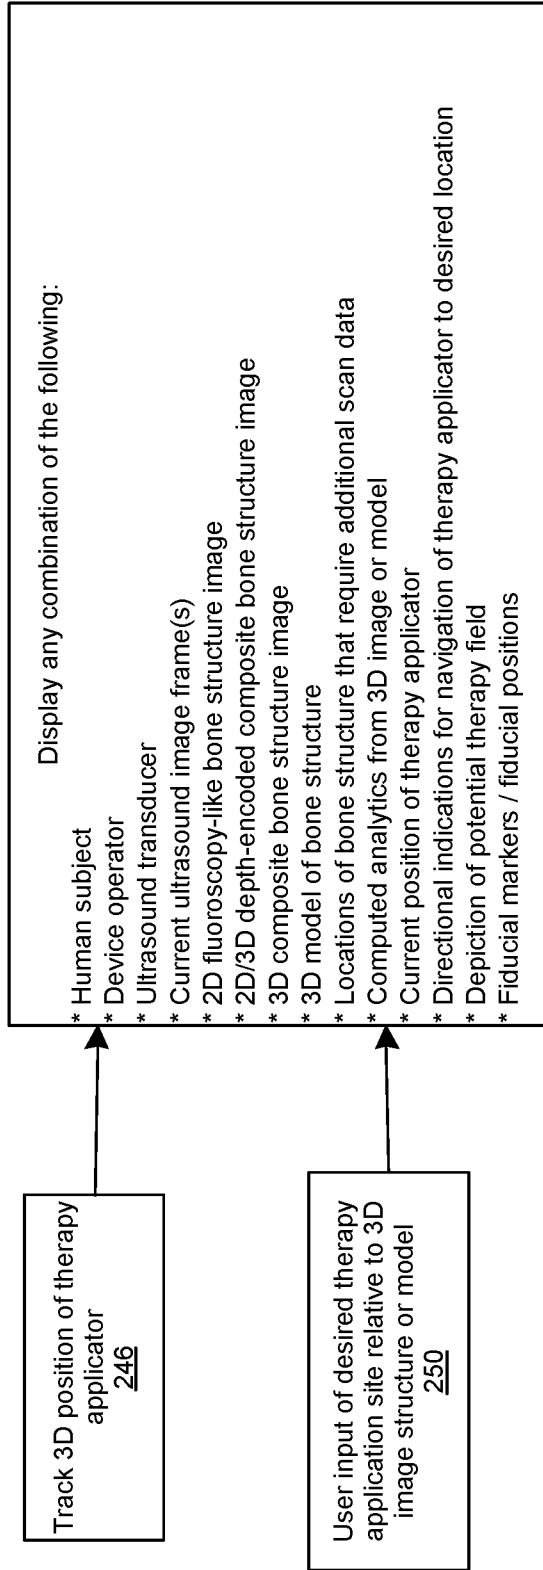 Track 3D position of therapy
applicator
246
User input of desired therapy
application site relative to 3D
image structure or model
250
Display any combination of the following:
* Human subject
* Device operator
* Ultrasound transducer
* Current ultrasound image frame(s)
* 2D fluoroscopy-like bone structure image
* 2D/3D depth-encoded composite bone structure image
* 3D composite bone structure image
* 3D model of bone structure
* Locations of bone structure that require additional scan data
* Computed analytics from 3D image or model
* Current position of therapy applicator
* Directional indications for navigation of therapy applicator to desired location
* Depiction of potential therapy field
* Fiducial markers / fiducial positions